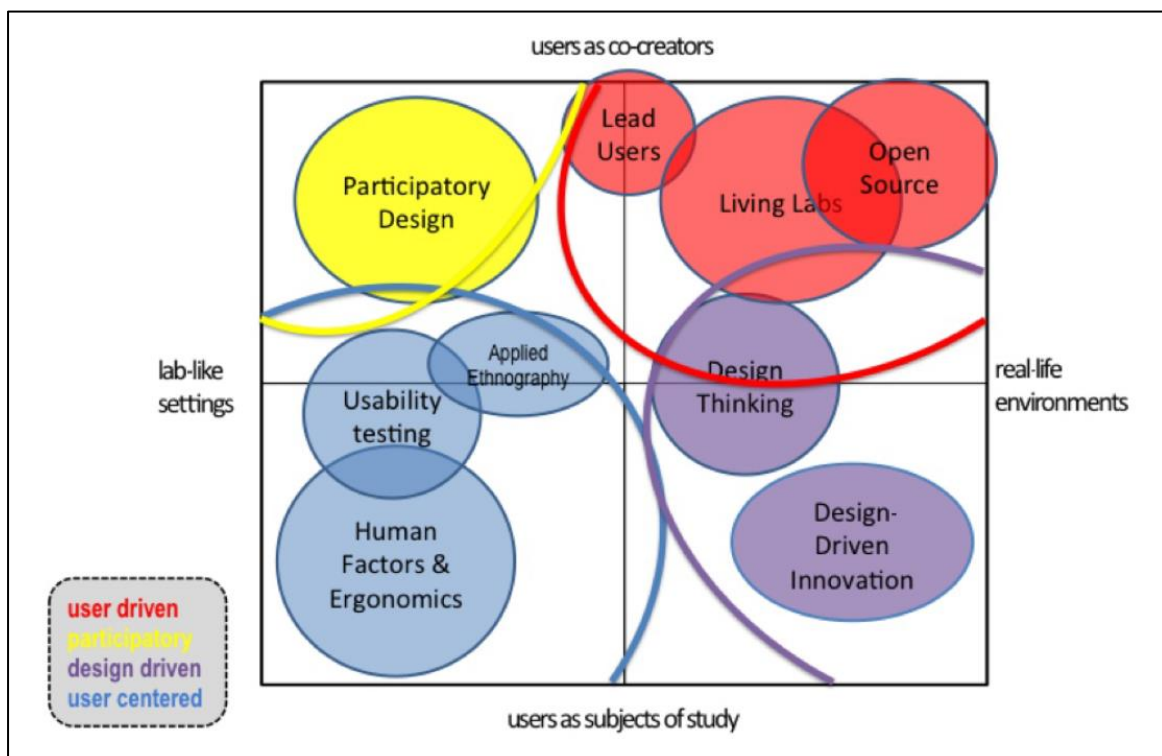 users as co-creators
Lead
Users
Open
Source
Participatory
Design
Living Labs
Applied
Ethnography
lab-like
settings
Usability
testing
Design
Thinking
real-life
environments
Human
Factors &
Ergonomics
Design-
Driven
Innovation
user driven
participatory
design driven
user centered
users as subjects of study